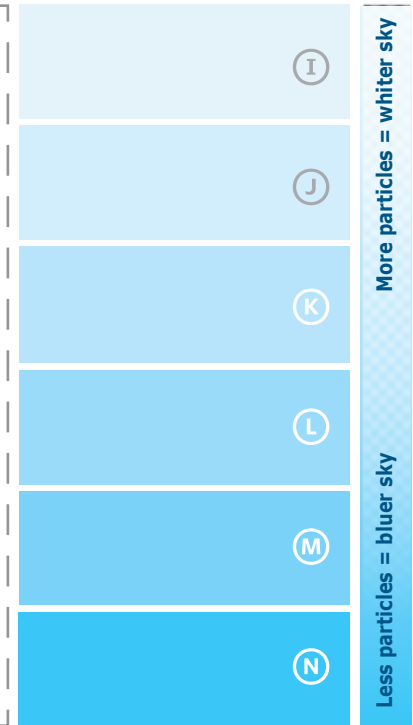 I
J
K
L
M
N
More particles = whiter sky
Less particles = bluer sky